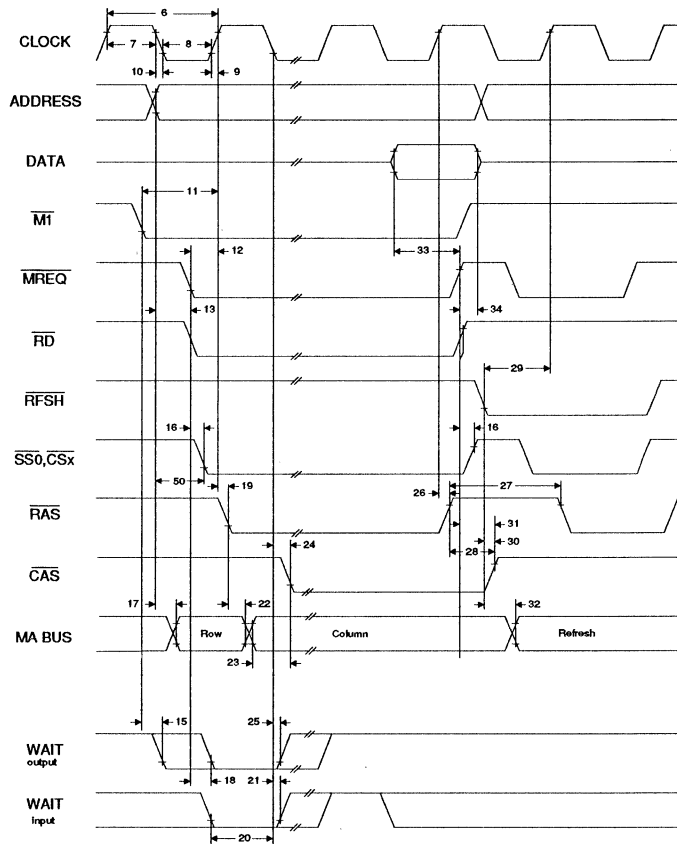 6
CLOCK
7
8
10
9
ADDRESS
DATA
11
M1
12
33
MREQ
13
34
RD
29
RFSH
16
16
SS0,CSx
50
19
27
26
RAS
31
24
30
28
CAS
17
22
32
MA BUS
Row
Column
Refresh
23
15
25
WAIT
output
18
21
WAIT
input
20